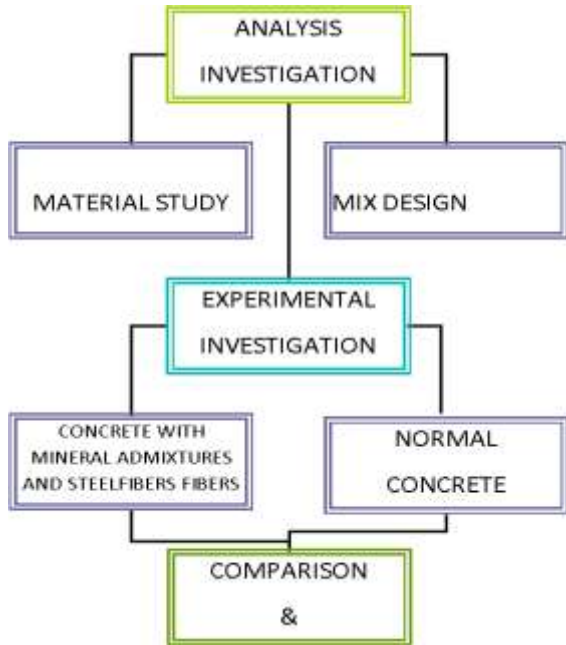 ANALYSIS
INVESTIGATION
MATERIAL STUDY
MIX DESIGN
EXPERIMENTAL
INVESTIGATION
CONCRETE WITH
MINERAL ADMIXTURES
AND STEELFIBERS FIBERS
NORMAL
CONCRETE
COMPARISON
&